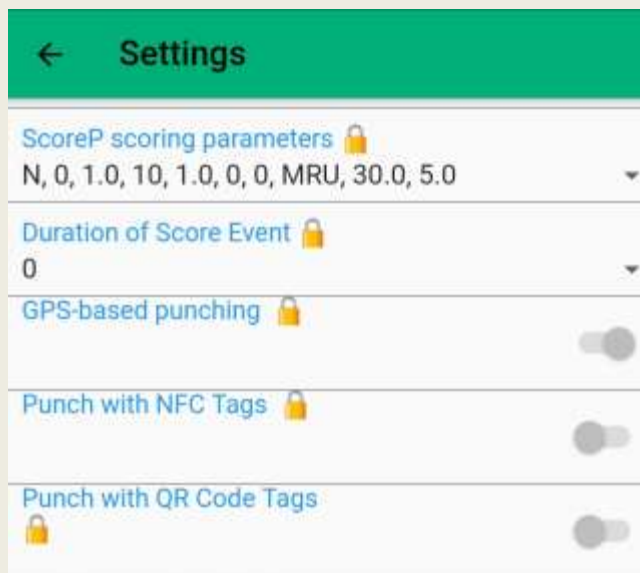 Settings
ScoreP scoring parameters
N, 0, 1.0, 10, 1.0, 0, 0, MRU, 30.0, 5.0
Duration of Score Event
0
GPS-based punching
Punch with NFC Tags
Punch with QR Code Tags